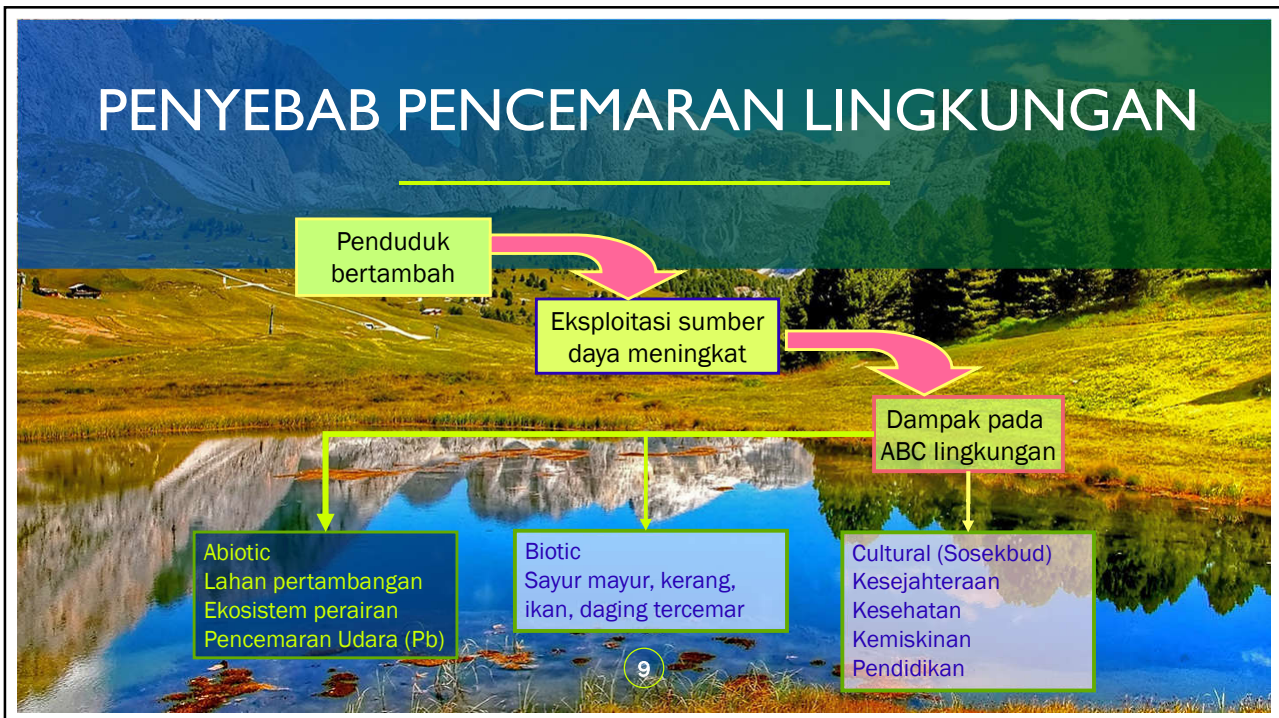 PENYEBAB PENCEMARAN LINGKUNGAN
Penduduk
bertambah
Eksploitasi sumber
daya meningkat
Dampak pada
ABC lingkungan
Abiotic
Lahan pertambangan
Ekosistem perairan
Pencemaran Udara (Pb)
Biotic
Sayur mayur, kerang,
ikan, daging tercemar
Cultural (Sosekbud)
Kesejahteraan
Kesehatan
Kemiskinan
Pendidikan
9